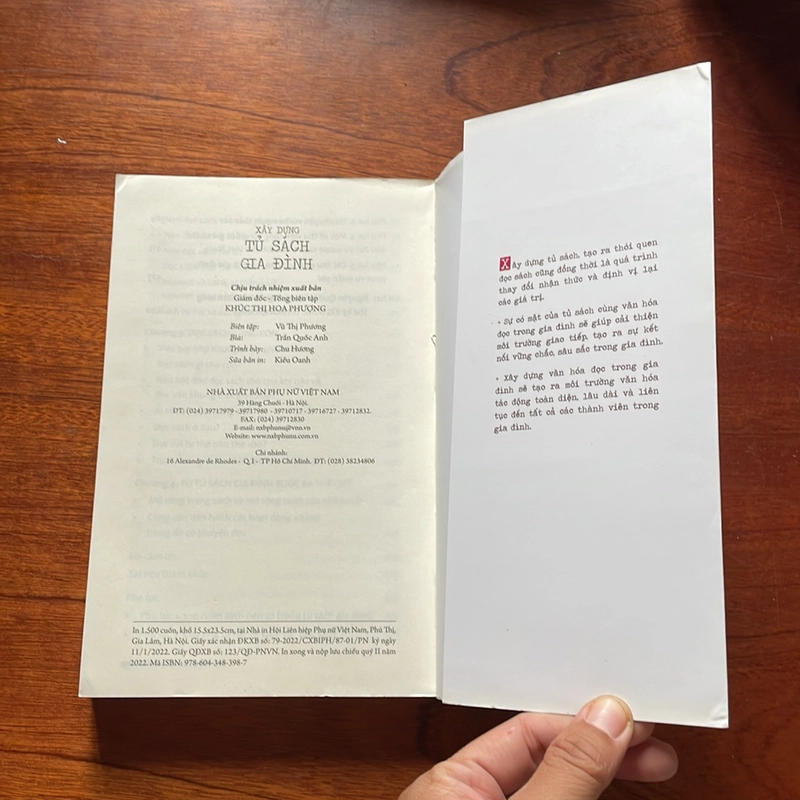 XÂY DỰNG
TỦ SÁCH
GIA ĐÌNH
Chịu trách nhiệm xuất bản
Giám đốc - Tổng biên tập
KHÚC THỊ HOA PHƯỢNG
Biên tập: Vũ Thị Phương
Bìa: Trần Quốc Anh
Trình bày: Chu Hương
Sửa bản in: Kiều Oanh
NHÀ XUẤT BẢN PHỤ NỮ VIỆT NAM
39 Hàng Chuối - Hà Nội.
ĐT: (024) 39717979 - 39717980 - 39710717 - 39716727 - 39712832.
FAX: (024) 39712830
E-mail: nxbphunu@vnn.vn
Website: www.nxbphunu.com.vn
Chi nhánh:
16 Alexandre de Rhodes - Q.1 - TP Hồ Chí Minh. ĐT: (028) 38234806
In 1.500 cuốn, khổ 15.5x23.5cm, tại Nhà in Hội Liên hiệp Phụ nữ Việt Nam, Phú Thị,
Gia Lâm, Hà Nội. Giấy xác nhận ĐKXB số: 79-2022/CXBIPH/87-01/PN ký ngày
11/1/2022. Giấy QĐXB số: 123/QĐ-PNVN. In xong và nộp lưu chiểu quý II năm
2022. Mã ISBN: 978-604-348-398-7
Xây dựng tủ sách, tạo ra thói quen
đọc sách cũng đồng thời là quá trình
thay đổi nhận thức và định vị lại
các giá trị.
• Sự có mặt của tủ sách cùng văn hóa
đọc trong gia đình sẽ giúp cải thiện
môi trường giao tiếp, tạo ra sự kết
nối vững chắc, sâu sắc trong gia đình.
• Xây dựng văn hóa đọc trong gia
đình sẽ tạo ra môi trường văn hóa
tác động toàn diện, lâu dài và liên
tục đến tất cả các thành viên trong
gia đình.